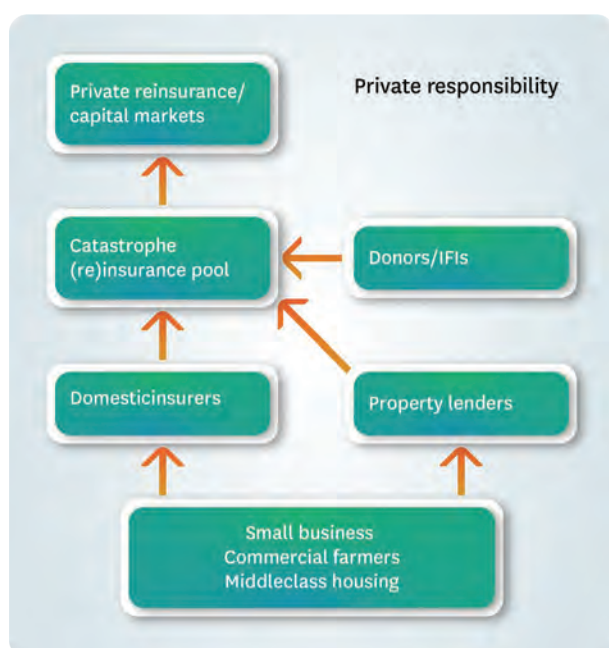 Private reinsurance/
capital markets
Private responsibility
Catastrophe
(re)insurance pool
Donors/IFIs
Domesticinsurers
Property lenders
Small business
Commercial farmers
Middleclass housing